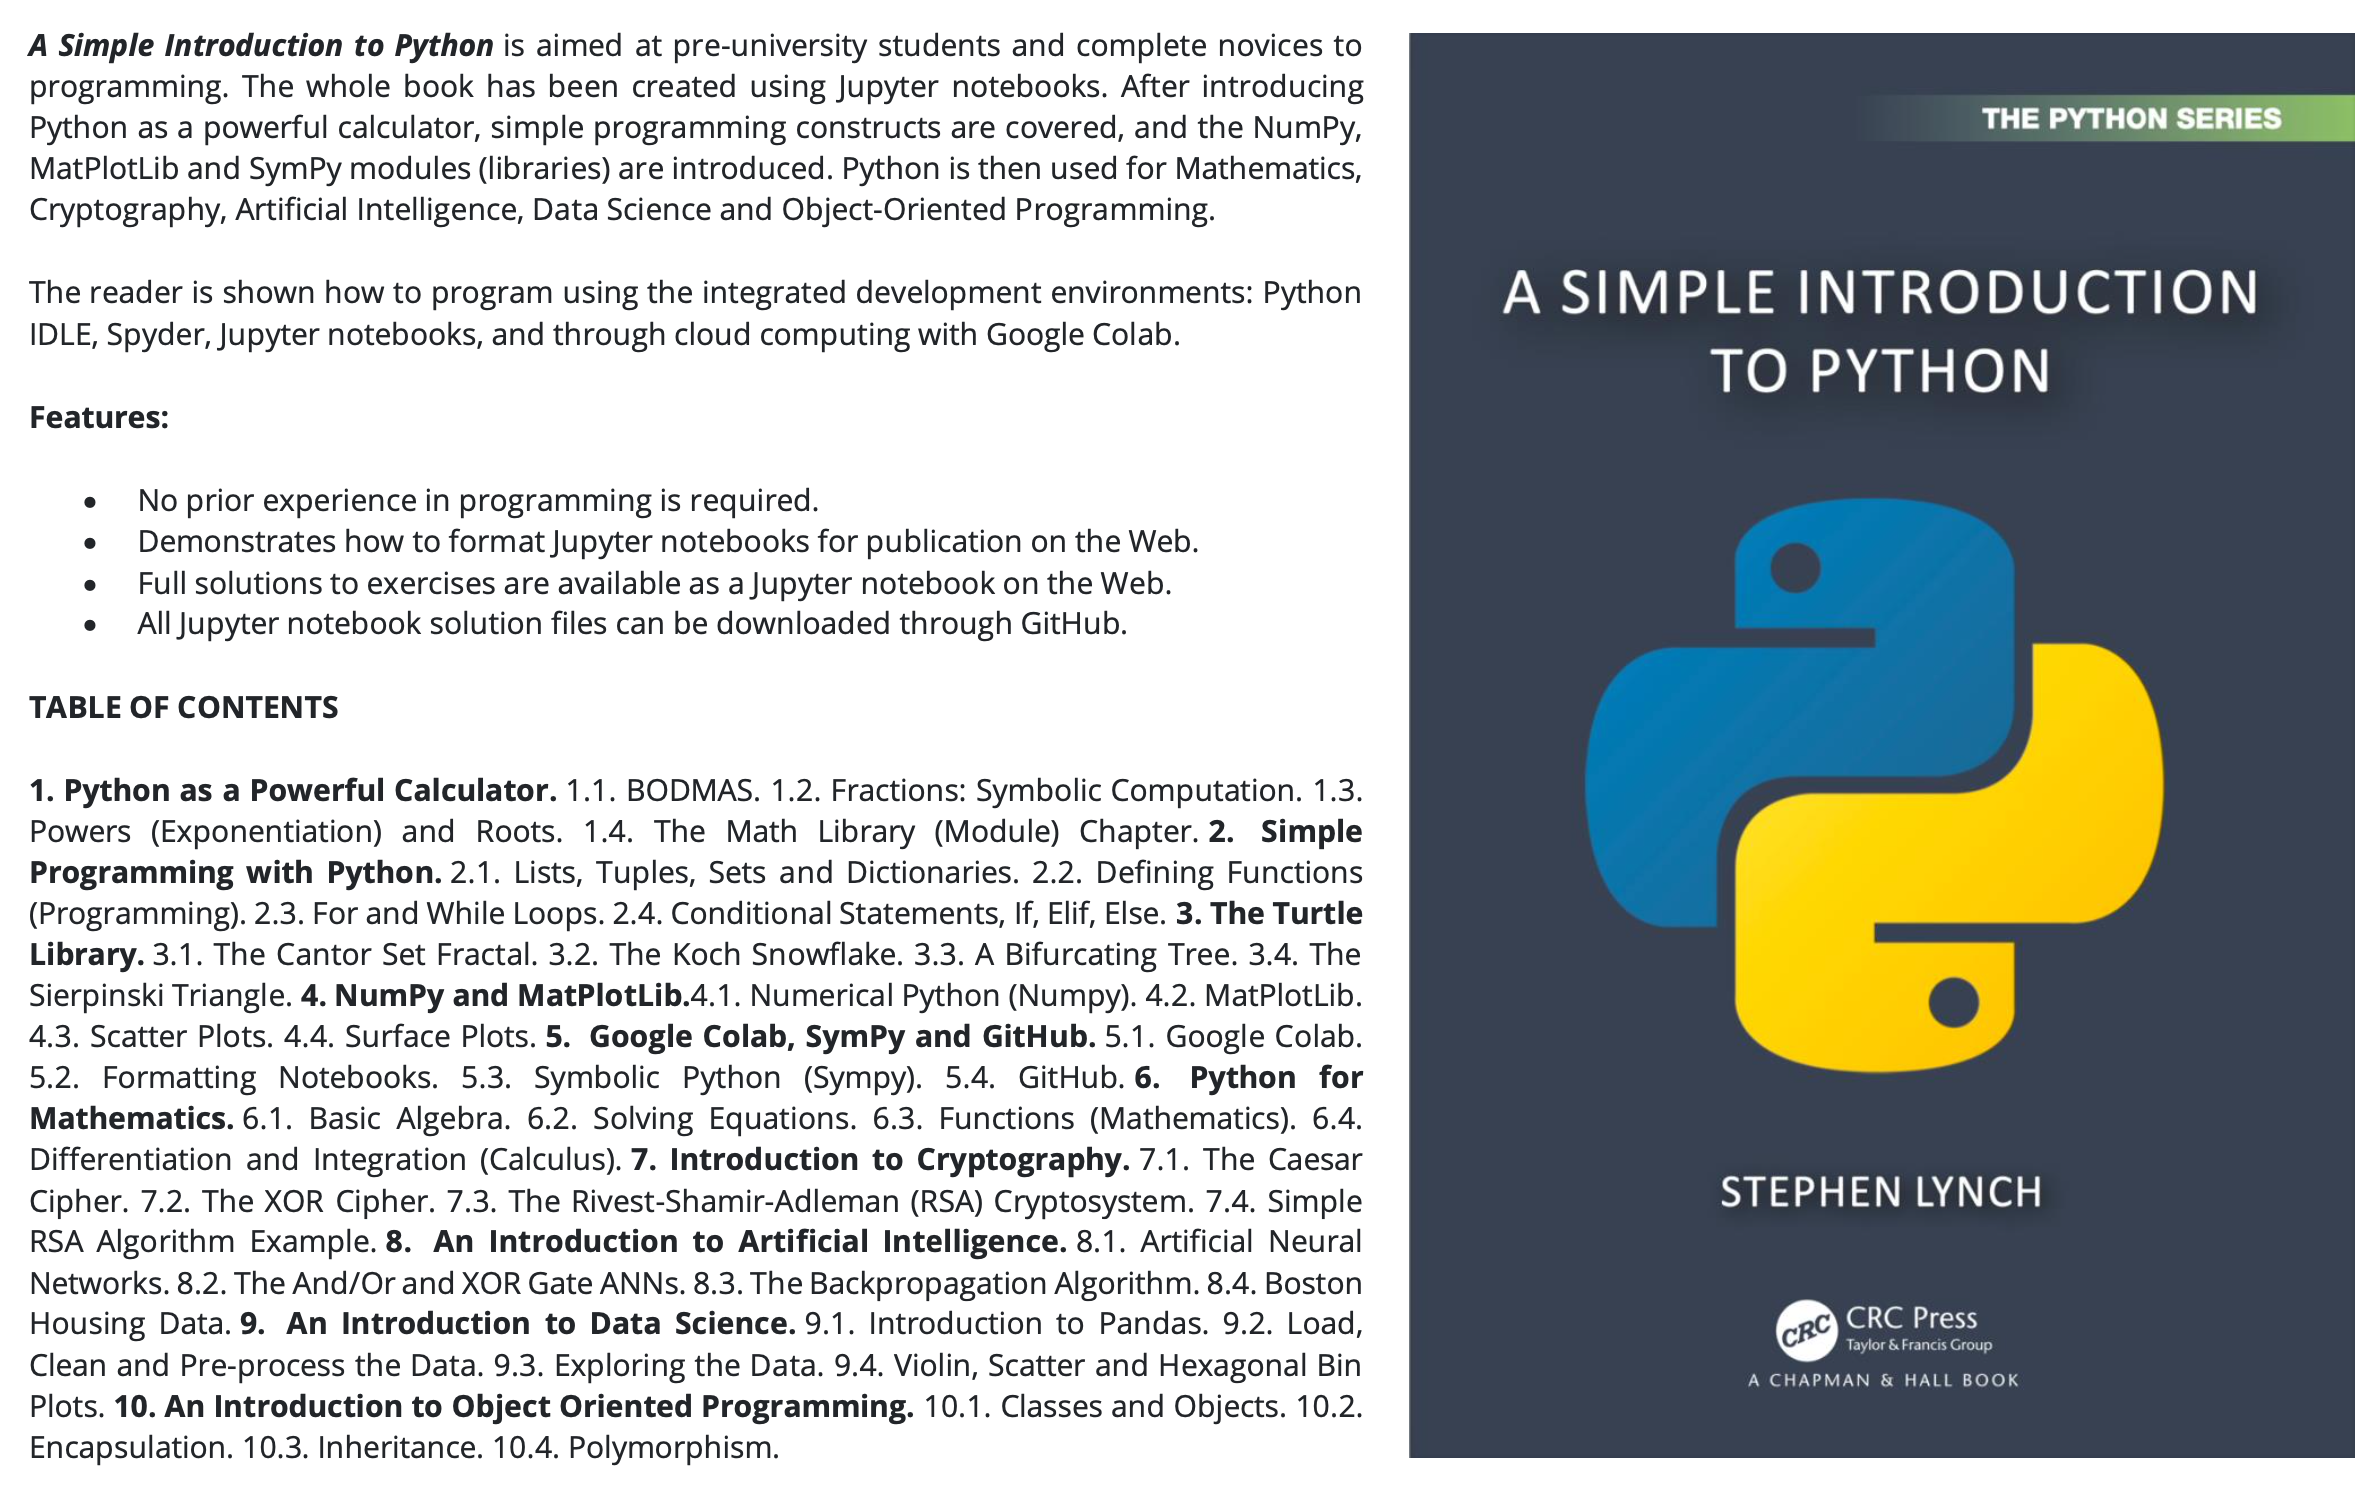 A Simple Introduction to Python is aimed at pre-university students and complete novices to
programming. The whole book has been created using Jupyter notebooks. After introducing
Python as a powerful calculator, simple programming constructs are covered, and the NumPy,
MatPlotLib and SymPy modules (libraries) are introduced. Python is then used for Mathematics,
Cryptography, Artificial Intelligence, Data Science and Object-Oriented Programming.
The reader is shown how to program using the integrated development environments: Python
IDLE, Spyder, Jupyter notebooks, and through cloud computing with Google Colab.
Features:
• No prior experience in programming is required.
• Demonstrates how to format Jupyter notebooks for publication on the Web.
• Full solutions to exercises are available as a Jupyter notebook on the Web.
• All Jupyter notebook solution files can be downloaded through GitHub.
TABLE OF CONTENTS
1. Python as a Powerful Calculator. 1.1. BODMAS. 1.2. Fractions: Symbolic Computation. 1.3.
Powers (Exponentiation) and Roots. 1.4. The Math Library (Module) Chapter. 2. Simple
Programming with Python. 2.1. Lists, Tuples, Sets and Dictionaries. 2.2. Defining Functions
(Programming). 2.3. For and While Loops. 2.4. Conditional Statements, If, Elif, Else. 3. The Turtle
Library. 3.1. The Cantor Set Fractal. 3.2. The Koch Snowflake. 3.3. A Bifurcating Tree. 3.4. The
Sierpinski Triangle. 4. NumPy and MatPlotLib.4.1. Numerical Python (Numpy). 4.2. MatPlotLib.
4.3. Scatter Plots. 4.4. Surface Plots. 5. Google Colab, SymPy and GitHub. 5.1. Google Colab.
5.2. Formatting Notebooks. 5.3. Symbolic Python (Sympy). 5.4. GitHub. 6. Python for
Mathematics. 6.1. Basic Algebra. 6.2. Solving Equations. 6.3. Functions (Mathematics). 6.4.
Differentiation and Integration (Calculus). 7. Introduction to Cryptography. 7.1. The Caesar
Cipher. 7.2. The XOR Cipher. 7.3. The Rivest-Shamir-Adleman (RSA) Cryptosystem. 7.4. Simple
RSA Algorithm Example. 8. An Introduction to Artificial Intelligence. 8.1. Artificial Neural
Networks. 8.2. The And/Or and XOR Gate ANNs. 8.3. The Backpropagation Algorithm. 8.4. Boston
Housing Data. 9. An Introduction to Data Science. 9.1. Introduction to Pandas. 9.2. Load,
Clean and Pre-process the Data. 9.3. Exploring the Data. 9.4. Violin, Scatter and Hexagonal Bin
Plots. 10. An Introduction to Object Oriented Programming. 10.1. Classes and Objects. 10.2.
Encapsulation. 10.3. Inheritance. 10.4. Polymorphism.
THE PYTHON SERIES
A SIMPLE INTRODUCTION
TO PYTHON
STEPHEN LYNCH
CRC
CRC Press
Taylor & Francis Group
A CHAPMAN & HALL BOOK